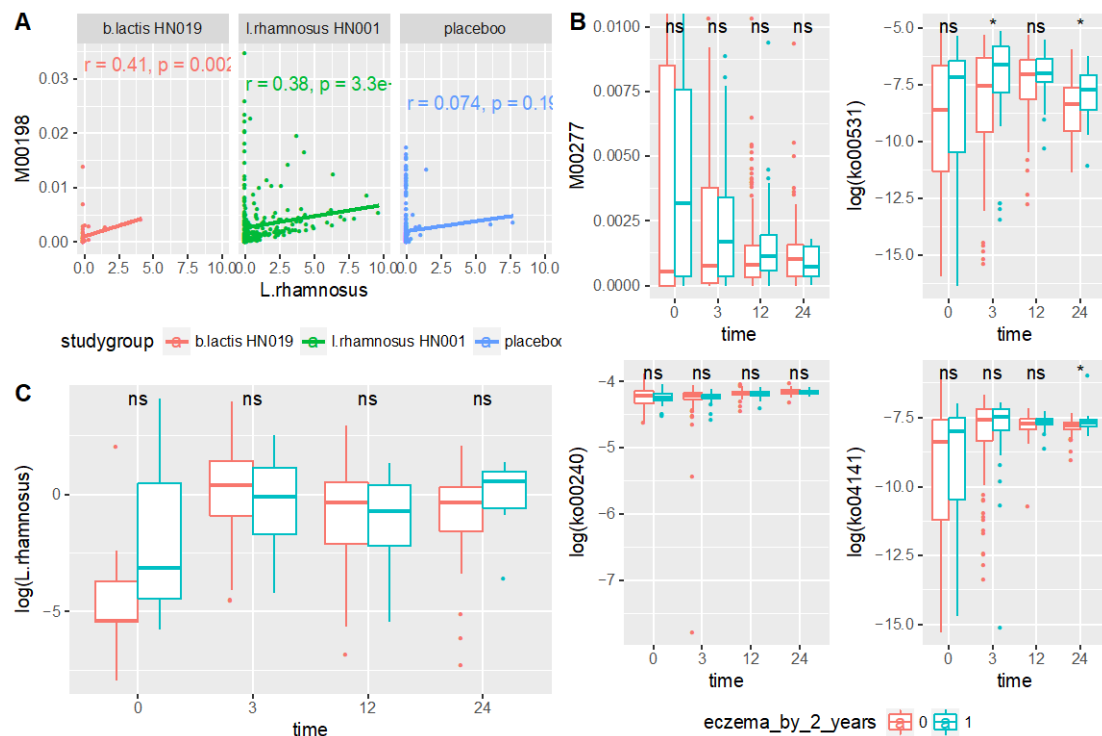 A
b.lactis HN019
l.rhamnosus HN001
placeboo
r = 0.41, p = 0.002
r = 0.38, p = 3.3e-
r = 0.074, p = 0.19
M00198
0.03
0.02
0.01
0.00
0.0 2.5 5.0 7.5 10.0
0.0 2.5 5.0 7.5 10.0
0.0 2.5 5.0 7.5 10.0
L.rhamnosus
studygroup
a b.lactis HN019
a l.rhamnosus HN001
a placeboo
B
M00277
0.0100
0.0075
0.0050
0.0025
0.0000
ns ns ns ns
0 3 12 24
time
log(ko00531)
−5.0
−7.5
−10.0
−12.5
−15.0
ns * ns *
0 3 12 24
time
log(ko00240)
−4
−5
−6
−7
ns ns ns ns
0 3 12 24
time
log(ko04141)
−7.5
−10.0
−12.5
−15.0
ns ns ns *
0 3 12 24
time
eczema_by_2_years a 0 a 1
C
log(L.rhamnosus)
0
−5
ns ns ns ns
0 3 12 24
time